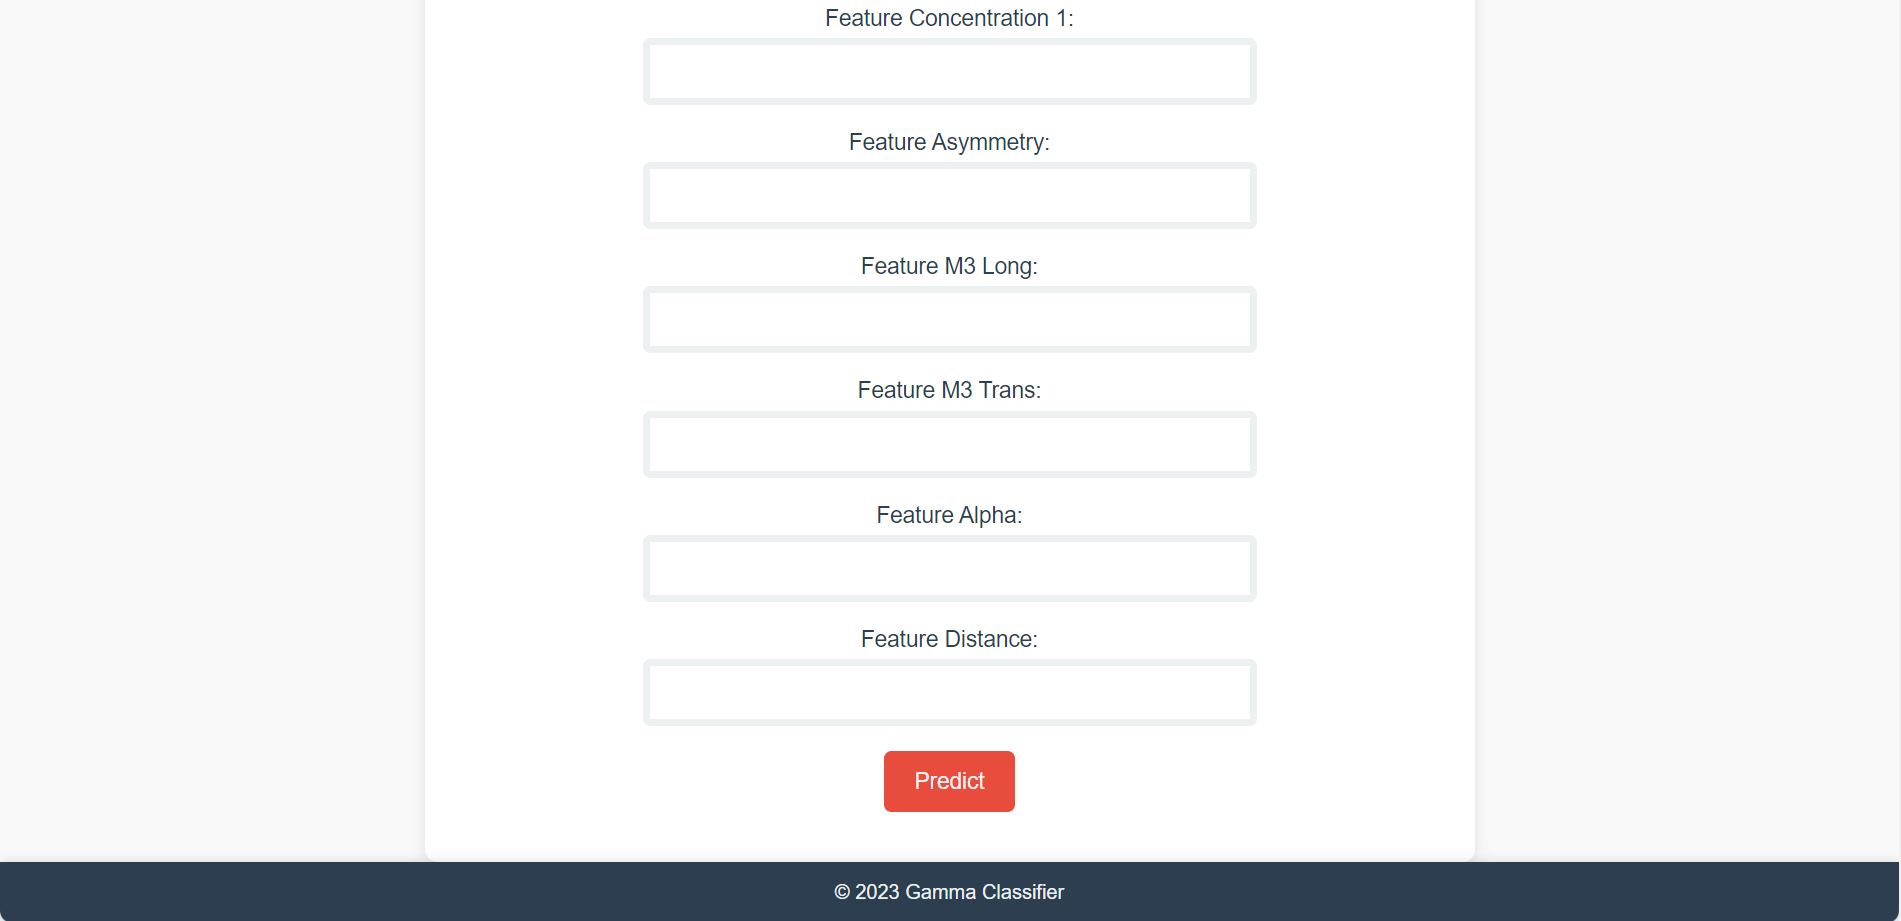 Feature Concentration 1:
Feature Asymmetry:
Feature M3 Long:
Feature M3 Trans:
Feature Alpha:
Feature Distance:
Predict
© 2023 Gamma Classifier